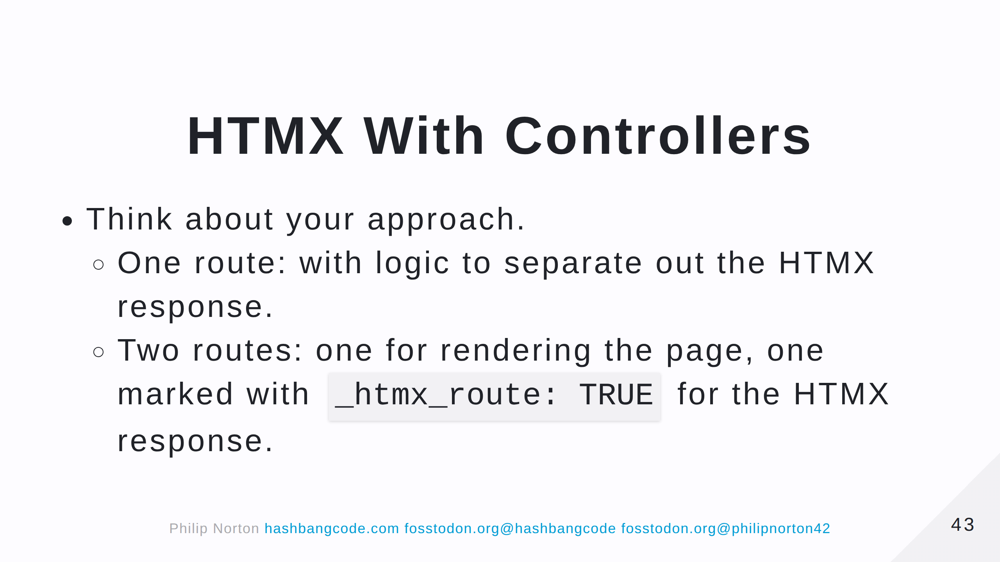 HTMX With Controllers
Think about your approach.
One route: with logic to separate out the HTMX
response.
Two routes: one for rendering the page, one
marked with _htmx_route: TRUE for the HTMX
response.
Philip Norton hashbangcode.com fosstodon.org@hashbangcode fosstodon.org@philipnorton42
43